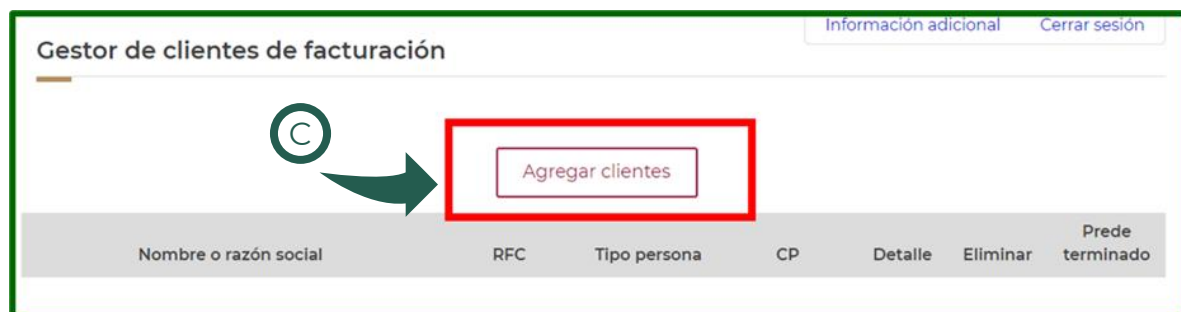 Información adicional Cerrar sesión
Gestor de clientes de facturación
C
Agregar clientes
Nombre o razón social RFC Tipo persona CP Detalle Eliminar Prede
terminado